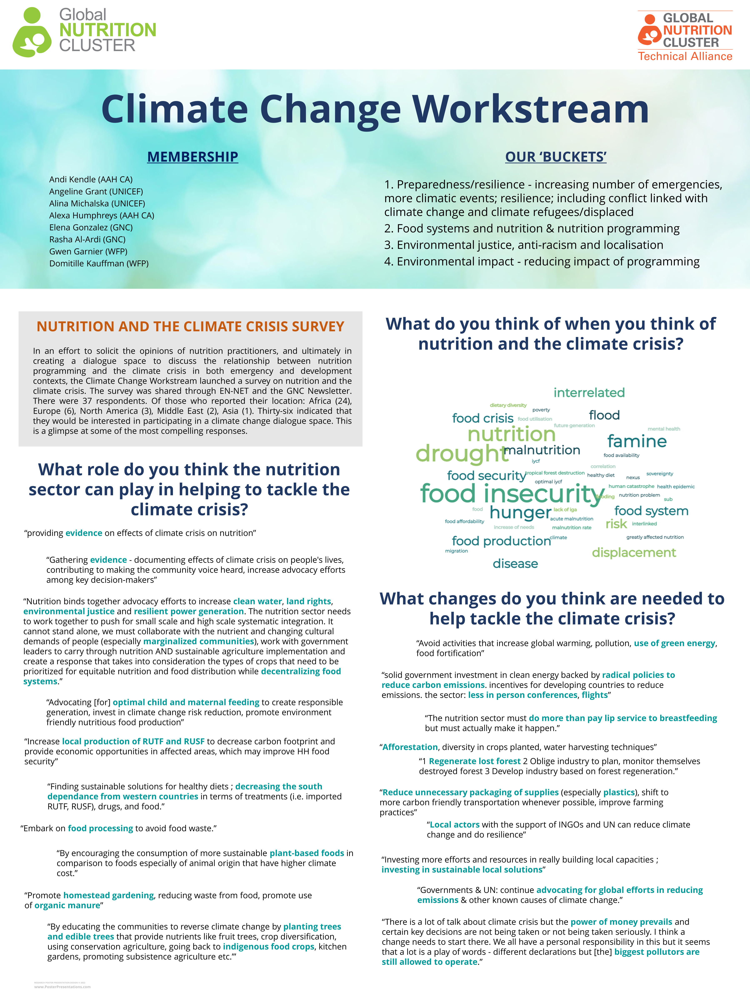 Global
NUTRITION
CLUSTER
GLOBAL
NUTRITION
CLUSTER
Technical Alliance
Climate Change Workstream
MEMBERSHIP
Andi Kendle (AAH CA)
Angeline Grant (UNICEF)
Alina Michalska (UNICEF)
Alexa Humphreys (AAH CA)
Elena Gonzalez (GNC)
Rasha Al-Ardi (GNC)
Gwen Garnier (WFP)
Domitille Kauffman (WFP)
OUR ‘BUCKETS’
1. Preparedness/resilience - increasing number of emergencies,
more climatic events; resilience; including conflict linked with
climate change and climate refugees/displaced
2. Food systems and nutrition & nutrition programming
3. Environmental justice, anti-racism and localisation
4. Environmental impact - reducing impact of programming
NUTRITION AND THE CLIMATE CRISIS SURVEY
In an effort to solicit the opinions of nutrition practitioners, and ultimately in
creating a dialogue space to discuss the relationship between nutrition
programming and the climate crisis in both emergency and development
contexts, the Climate Change Workstream launched a survey on nutrition and the
climate crisis. The survey was shared through EN-NET and the GNC Newsletter.
There were 37 respondents. Of those who reported their location: Africa (24),
Europe (6), North America (3), Middle East (2), Asia (1). Thirty-six indicated that
they would be interested in participating in a climate change dialogue space. This
is a glimpse at some of the most compelling responses.
What role do you think the nutrition
sector can play in helping to tackle the
climate crisis?
“providing evidence on effects of climate crisis on nutrition”
“Gathering evidence - documenting effects of climate crisis on people's lives,
contributing to making the community voice heard, increase advocacy efforts
among key decision-makers”
“Nutrition binds together advocacy efforts to increase clean water, land rights,
environmental justice and resilient power generation. The nutrition sector needs
to work together to push for small scale and high scale systematic integration. It
cannot stand alone, we must collaborate with the nutrient and changing cultural
demands of people (especially marginalized communities), work with government
leaders to carry through nutrition AND sustainable agriculture implementation and
create a response that takes into consideration the types of crops that need to be
prioritized for equitable nutrition and food distribution while decentralizing food
systems.”
“Advocating [for] optimal child and maternal feeding to create responsible
generation, invest in climate change risk reduction, promote environment
friendly nutritious food production”
“Increase local production of RUTF and RUSF to decrease carbon footprint and
provide economic opportunities in affected areas, which may improve HH food
security”
“Finding sustainable solutions for healthy diets ; decreasing the south
dependance from western countries in terms of treatments (i.e. imported
RUTF, RUSF), drugs, and food.”
“Embark on food processing to avoid food waste.”
“By encouraging the consumption of more sustainable plant-based foods in
comparison to foods especially of animal origin that have higher climate
cost.”
“Promote homestead gardening, reducing waste from food, promote use
of organic manure”
“By educating the communities to reverse climate change by planting trees
and edible trees that provide nutrients like fruit trees, crop diversification,
using conservation agriculture, going back to indigenous food crops, kitchen
gardens, promoting subsistence agriculture etc.’”
What do you think of when you think of
nutrition and the climate crisis?
interrelated
dietary diversity
poverty
food crisis
food utilisation
flood
future generation
nutrition
mental health
famine
drought
malnutrition
food availability
iycf
correlation
food security
tropical forest destruction
healthy diet
nexus
sovereignty
optimal iycf
food insecurity
human catastrophe
health epidemic
flooding
nutrition problem
sub
food
hunger
lack of iga
food system
food affordability
acute malnutrition
risk
interlinked
increase of needs
malnutrition rate
food production
climate
greatly affected nutrition
migration
displacement
disease
What changes do you think are needed to
help tackle the climate crisis?
“Avoid activities that increase global warming, pollution, use of green energy,
food fortification”
“solid government investment in clean energy backed by radical policies to
reduce carbon emissions. incentives for developing countries to reduce
emissions. the sector: less in person conferences, flights”
“The nutrition sector must do more than pay lip service to breastfeeding
but must actually make it happen.”
“Afforestation, diversity in crops planted, water harvesting techniques”
“1 Regenerate lost forest 2 Oblige industry to plan, monitor themselves
destroyed forest 3 Develop industry based on forest regeneration.”
“Reduce unnecessary packaging of supplies (especially plastics), shift to
more carbon friendly transportation whenever possible, improve farming
practices”
“Local actors with the support of INGOs and UN can reduce climate
change and do resilience”
“Investing more efforts and resources in really building local capacities ;
investing in sustainable local solutions”
“Governments & UN: continue advocating for global efforts in reducing
emissions & other known causes of climate change.”
“There is a lot of talk about climate crisis but the power of money prevails and
certain key decisions are not being taken or not being taken seriously. I think a
change needs to start there. We all have a personal responsibility in this but it seems
that a lot is a play of words - different declarations but [the] biggest pollutors are
still allowed to operate.”
RESEARCH POSTER PRESENTATION DESIGN © 2022
www.PosterPresentations.com